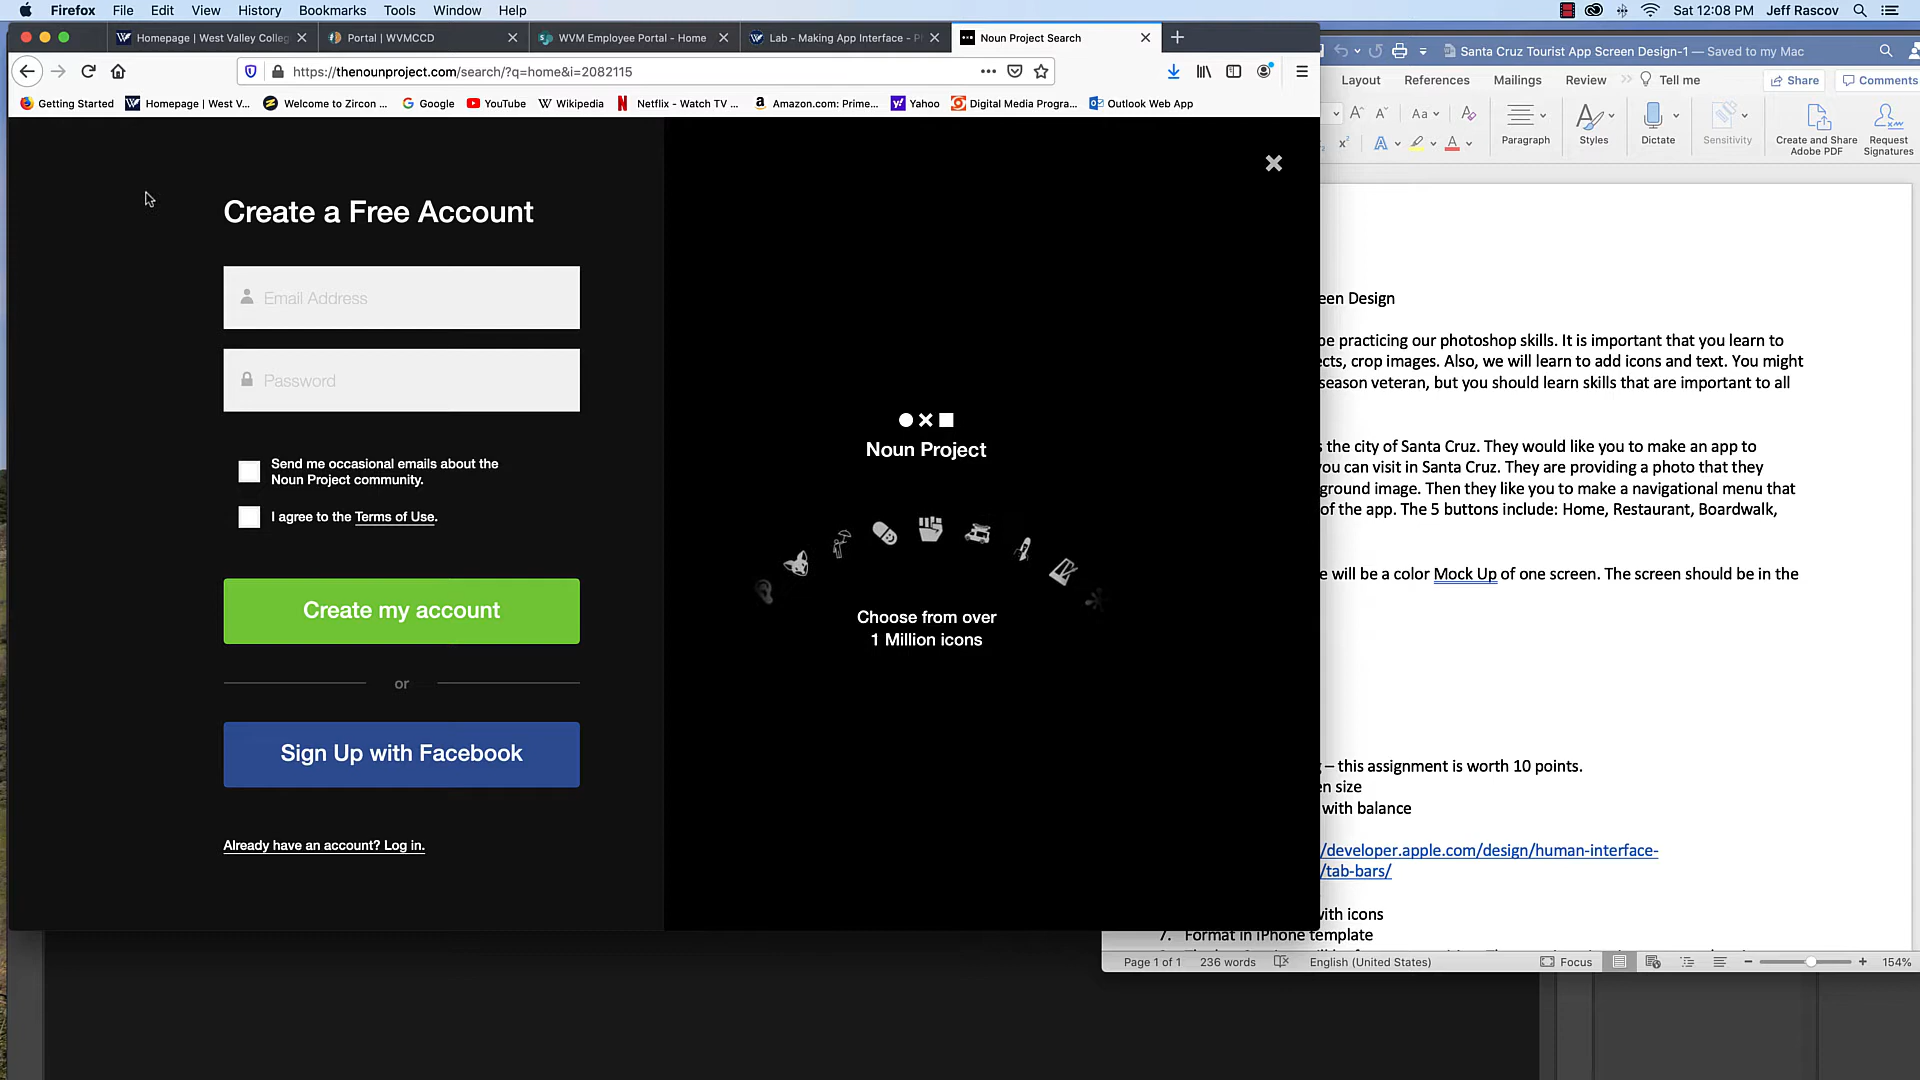 Firefox File Edit View History Bookmarks Tools Window Help
Sat 12:08 PM Jeff Rascov
Homepage | West Valley Colleg
Portal | WVMCCD
WVM Employee Portal - Home
Lab - Making App Interface - P
Noun Project Search
https://thenounproject.com/search/?q=home&i=2082115
Getting Started
Homepage | West V...
Welcome to Zircon ...
Google
YouTube
Wikipedia
Netflix - Watch TV ...
Amazon.com: Prime...
Yahoo
Digital Media Progra...
Outlook Web App
Create a Free Account
Email Address
Password
Send me occasional emails about the
Noun Project community.
I agree to the Terms of Use.
Create my account
or
Sign Up with Facebook
Already have an account? Log in.
Noun Project
Choose from over
1 Million icons
Santa Cruz Tourist App Screen Design-1 — Saved to my Mac
Layout References Mailings Review Tell me Share Comments
Paragraph Styles Dictate Sensitivity
Create and Share
Adobe PDF
Request
Signatures
een Design
be practicing our photoshop skills. It is important that you learn to
ects, crop images. Also, we will learn to add icons and text. You might
season veteran, but you should learn skills that are important to all
s the city of Santa Cruz. They would like you to make an app to
you can visit in Santa Cruz. They are providing a photo that they
ground image. Then they like you to make a navigational menu that
of the app. The 5 buttons include: Home, Restaurant, Boardwalk,
e will be a color Mock Up of one screen. The screen should be in the
– this assignment is worth 10 points.
en size
with balance
/developer.apple.com/design/human-interface-
/tab-bars/
with icons
7. Format in iPhone template
Page 1 of 1 236 words English (United States) Focus 154%